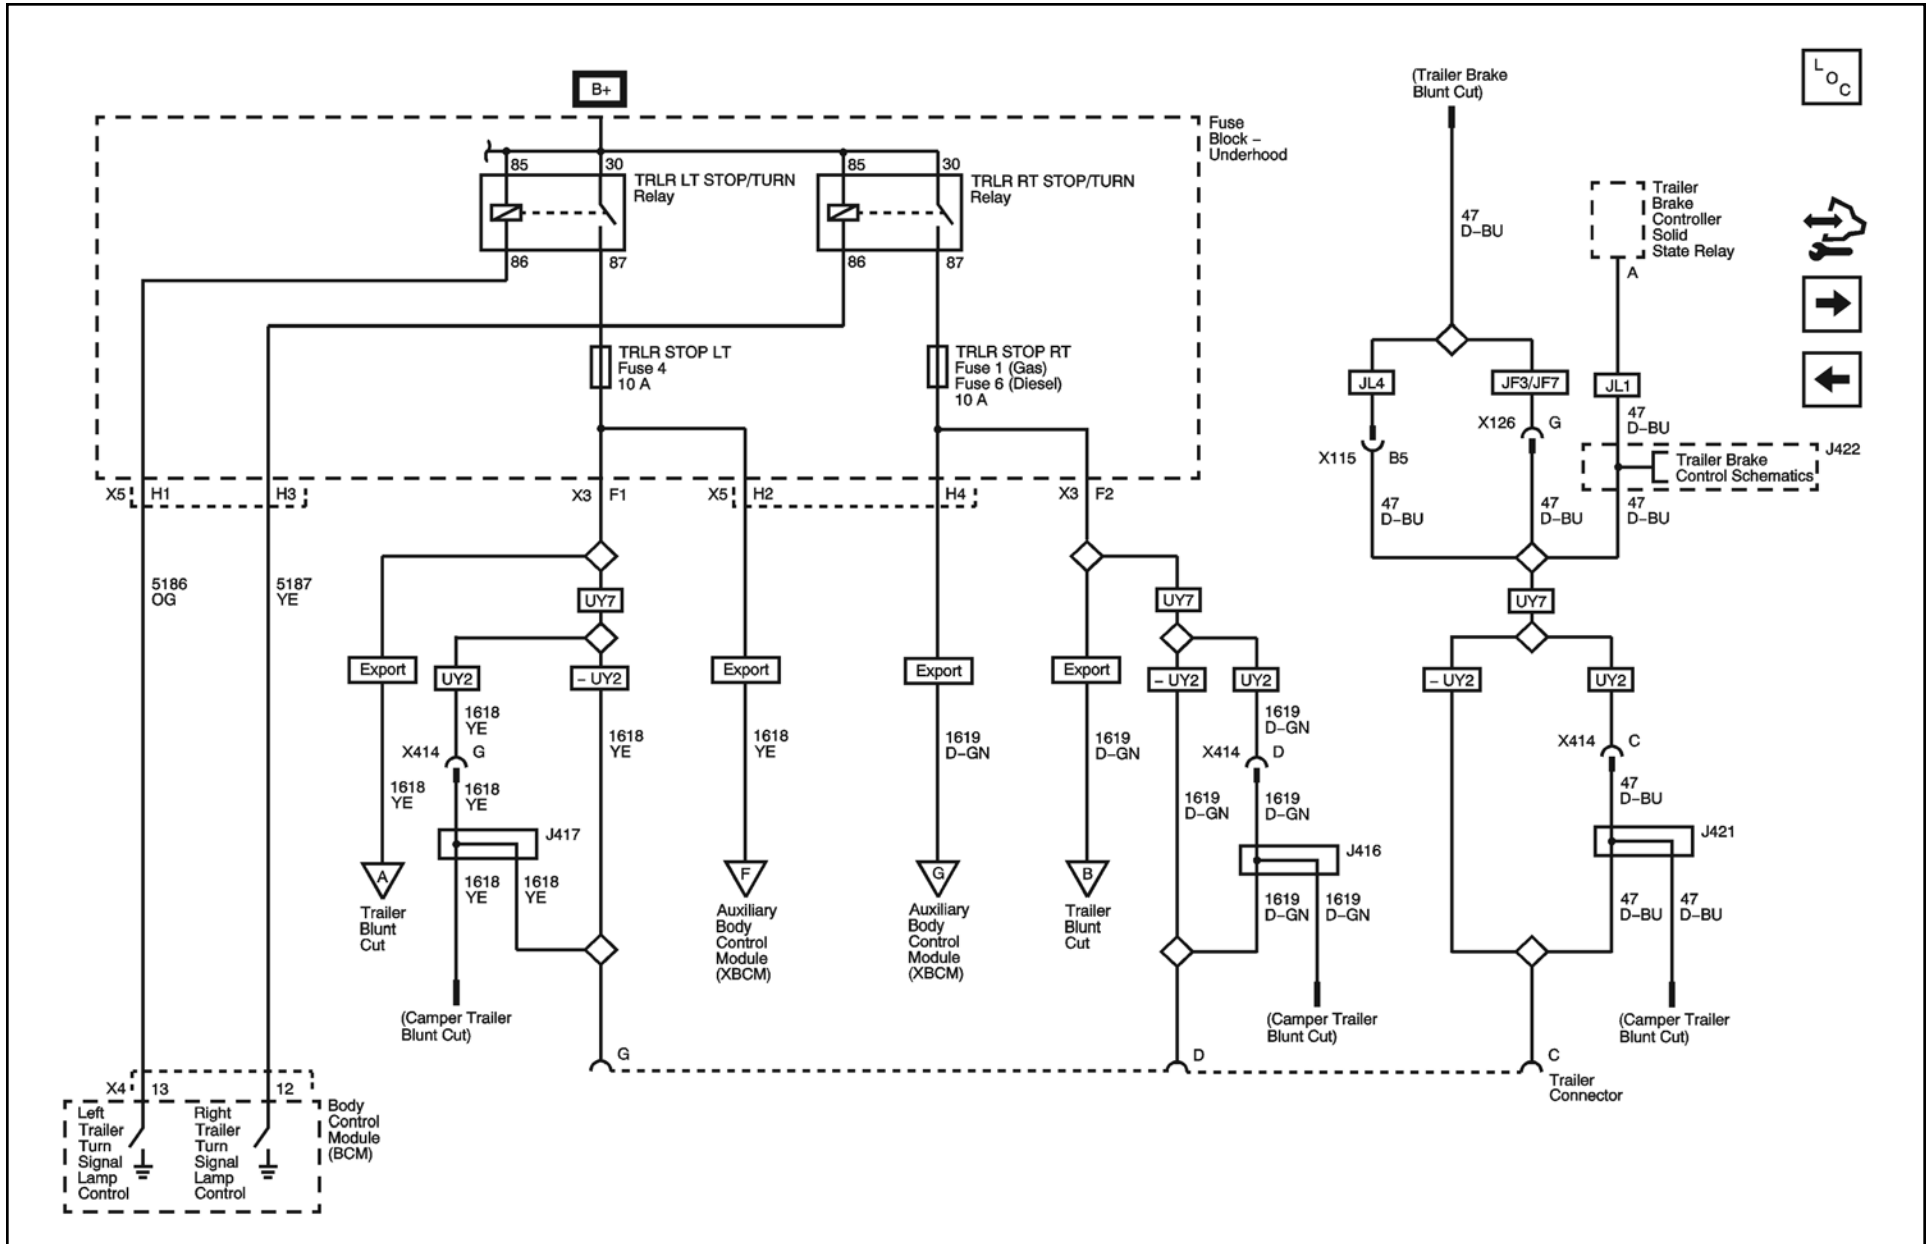 B+
(Trailer Brake
Blunt Cut)
L
O
C
Fuse
Block –
Underhood
85
30
TRLR LT STOP/TURN
Relay
85
30
TRLR RT STOP/TURN
Relay
86
87
86
87
47
D-BU
Trailer
Brake
Controller
Solid
State Relay
A
TRLR STOP LT
Fuse 4
10 A
TRLR STOP RT
Fuse 1 (Gas)
Fuse 6 (Diesel)
10 A
JL4
JF3/JF7
JL1
X126
G
47
D-BU
X115
B5
J422
Trailer Brake
Control Schematics
X5
H1
H3
X3
F1
X5
H2
H4
X3
F2
47
D-BU
47
D-BU
47
D-BU
5186
OG
5187
YE
UY7
UY7
UY7
Export
UY2
– UY2
Export
Export
Export
– UY2
UY2
– UY2
UY2
1618
YE
X414
G
1618
YE
1618
YE
1618
YE
1618
YE
1619
D-GN
1619
D-GN
1619
D-GN
X414
D
1619
D-GN
1619
D-GN
X414
C
47
D-BU
J417
J416
J421
1618
YE
1618
YE
1619
D-GN
1619
D-GN
47
D-BU
47
D-BU
A
Trailer
Blunt
Cut
F
Auxiliary
Body
Control
Module
(XBCM)
G
Auxiliary
Body
Control
Module
(XBCM)
B
Trailer
Blunt
Cut
(Camper Trailer
Blunt Cut)
(Camper Trailer
Blunt Cut)
(Camper Trailer
Blunt Cut)
G
D
C
Trailer
Connector
X4
13
12
Left
Trailer
Turn
Signal
Lamp
Control
Right
Trailer
Turn
Signal
Lamp
Control
Body
Control
Module
(BCM)